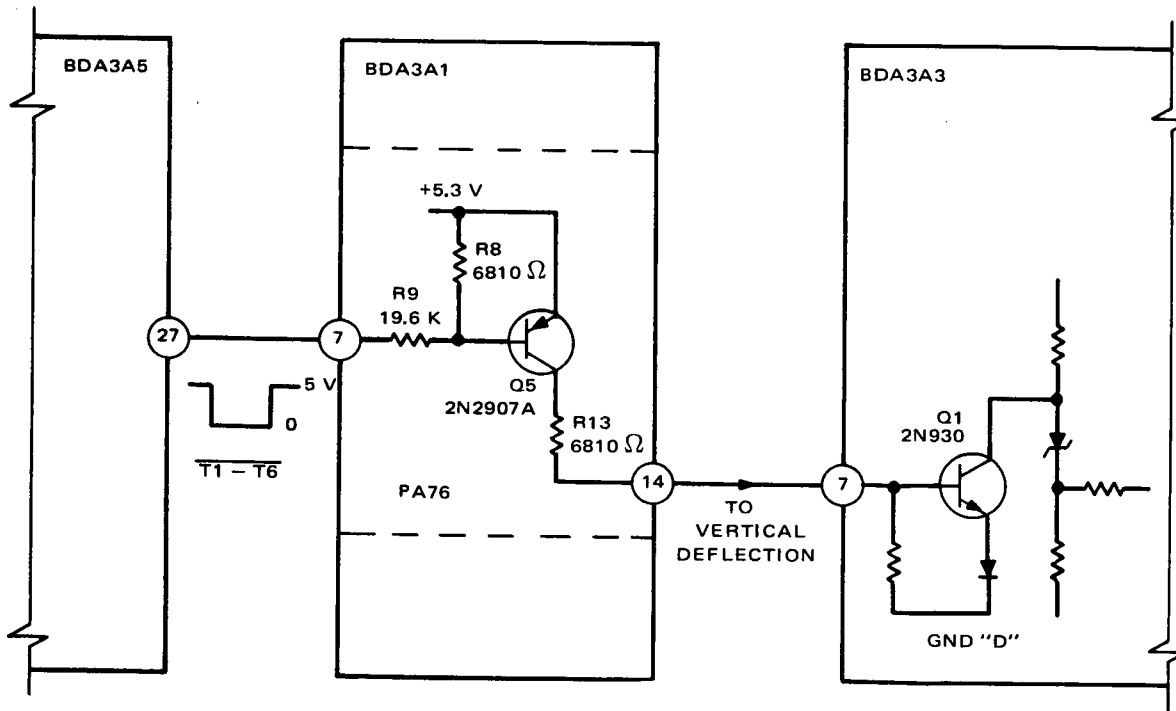 BDA3A5
27
5 V
0
T1 – T6
BDA3A1
+5.3 V
R8
6810 Ω
R9
19.6 K
7
Q5
2N2907A
R13
6810 Ω
14
PA76
TO
VERTICAL
DEFLECTION
BDA3A3
7
Q1
2N930
GND "D"